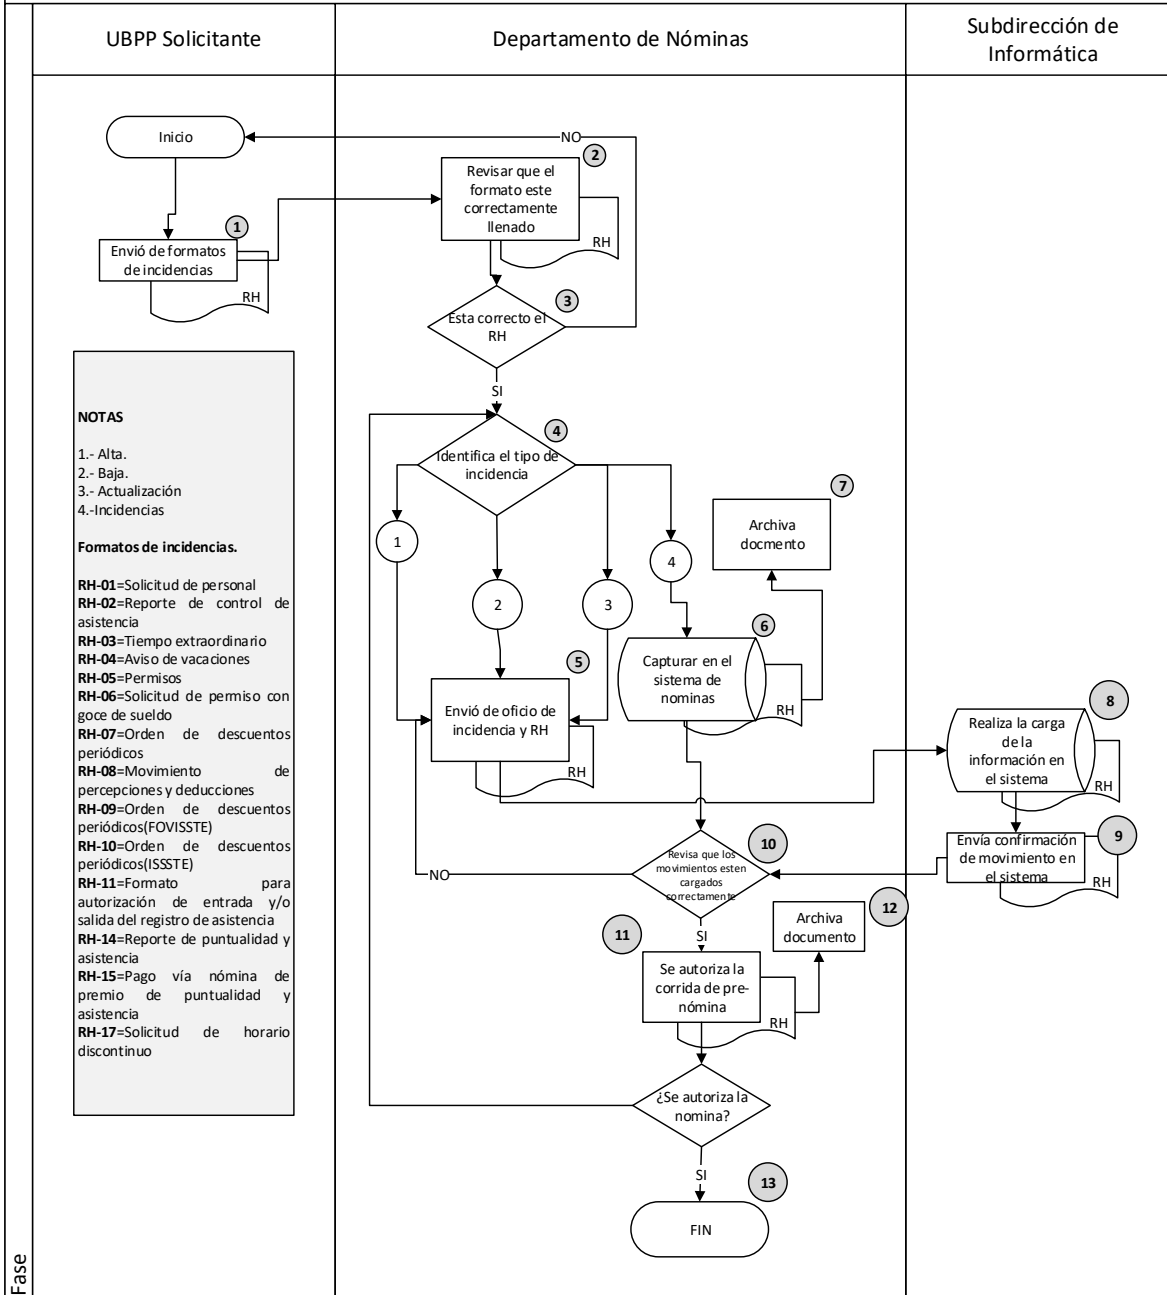 UBPP Solicitante
Departamento de Nóminas
Subdirección de
Informática
Inicio
NO
2
Revisar que el
formato este
correctamente
llenado
RH
1
Envió de formatos
de incidencias
RH
3
Esta correcto el
RH
SI
NOTAS
1.- Alta.
2.- Baja.
3.- Actualización
4.-Incidencias
Formatos de incidencias.
RH-01=Solicitud de personal
RH-02=Reporte de control de
asistencia
RH-03=Tiempo extraordinario
RH-04=Aviso de vacaciones
RH-05=Permisos
RH-06=Solicitud de permiso con
goce de sueldo
RH-07=Orden de descuentos
periódicos
RH-08=Movimiento de
percepciones y deducciones
RH-09=Orden de descuentos
periódicos(FOVISSTE)
RH-10=Orden de descuentos
periódicos(ISSSTE)
RH-11=Formato para
autorización de entrada y/o
salida del registro de asistencia
RH-14=Reporte de puntualidad y
asistencia
RH-15=Pago vía nómina de
premio de puntualidad y
asistencia
RH-17=Solicitud de horario
discontinuo
4
Identifica el tipo de
incidencia
1
2
3
4
7
Archiva
docmento
5
Envió de oficio de
incidencia y RH
RH
6
Capturar en el
sistema de
nominas
RH
8
Realiza la carga
de la
información en
el sistema
RH
9
Envía confirmación
de movimiento en
el sistema
RH
10
Revisa que los
movimientos esten
cargados
correctamente
NO
SI
11
Se autoriza la
corrida de pre-
nómina
RH
12
Archiva
documento
¿Se autoriza la
nomina?
SI
13
FIN
Fase